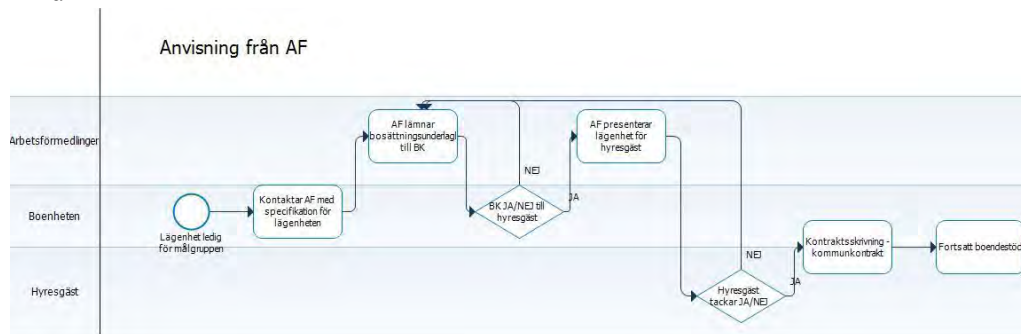 Anvisning från AF
Arbetsförmedlingen
AF lämnar
bosättningsunderlag
till BK
AF presenterar
lägenhet för
hyresgäst
NEJ
Boenheten
Lägenhet ledig
för målgruppen
Kontaktar AF med
specifikation för
lägenheten
BK JA/NEJ till
hyresgäst
JA
Kontraktsskrivning -
kommunkontrakt
Fortsatt boendestöd
NEJ
Hyresgäst
Hyresgäst
tackar JA/NEJ
JA